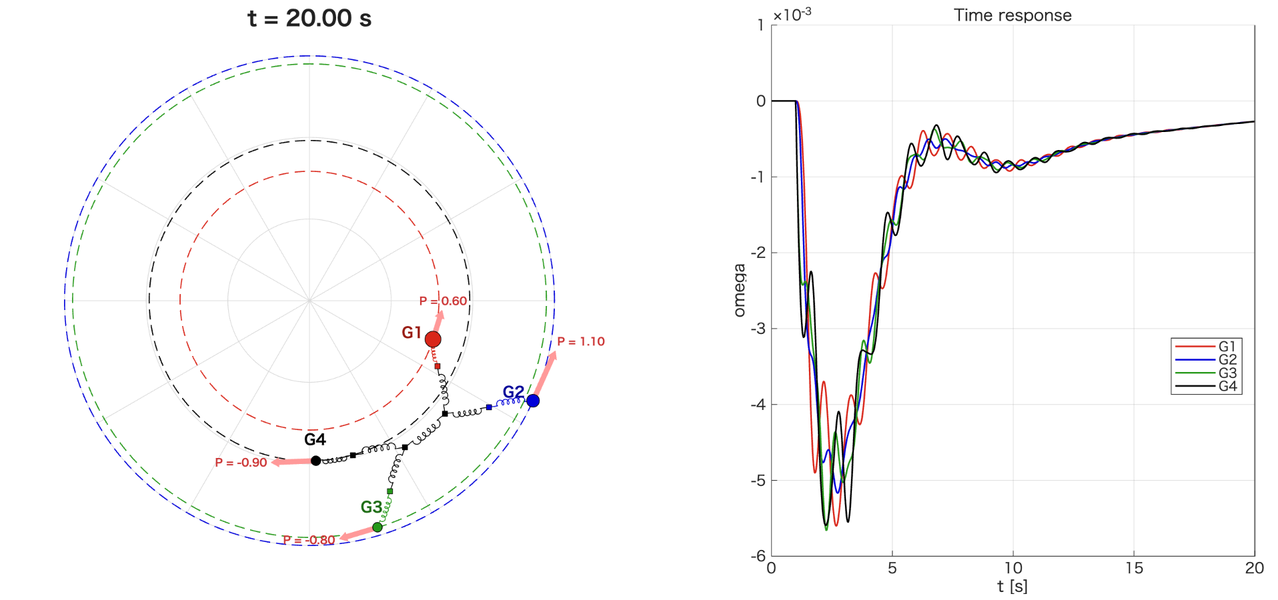 t = 20.00 s
P = 0.60
G1
P = 1.10
G2
G4
P = -0.90
G3
P = -0.80
Time response
×10-3
1
0
-1
-2
-3
-4
-5
-6
omega
G1
G2
G3
G4
0
5
10
15
20
t [s]